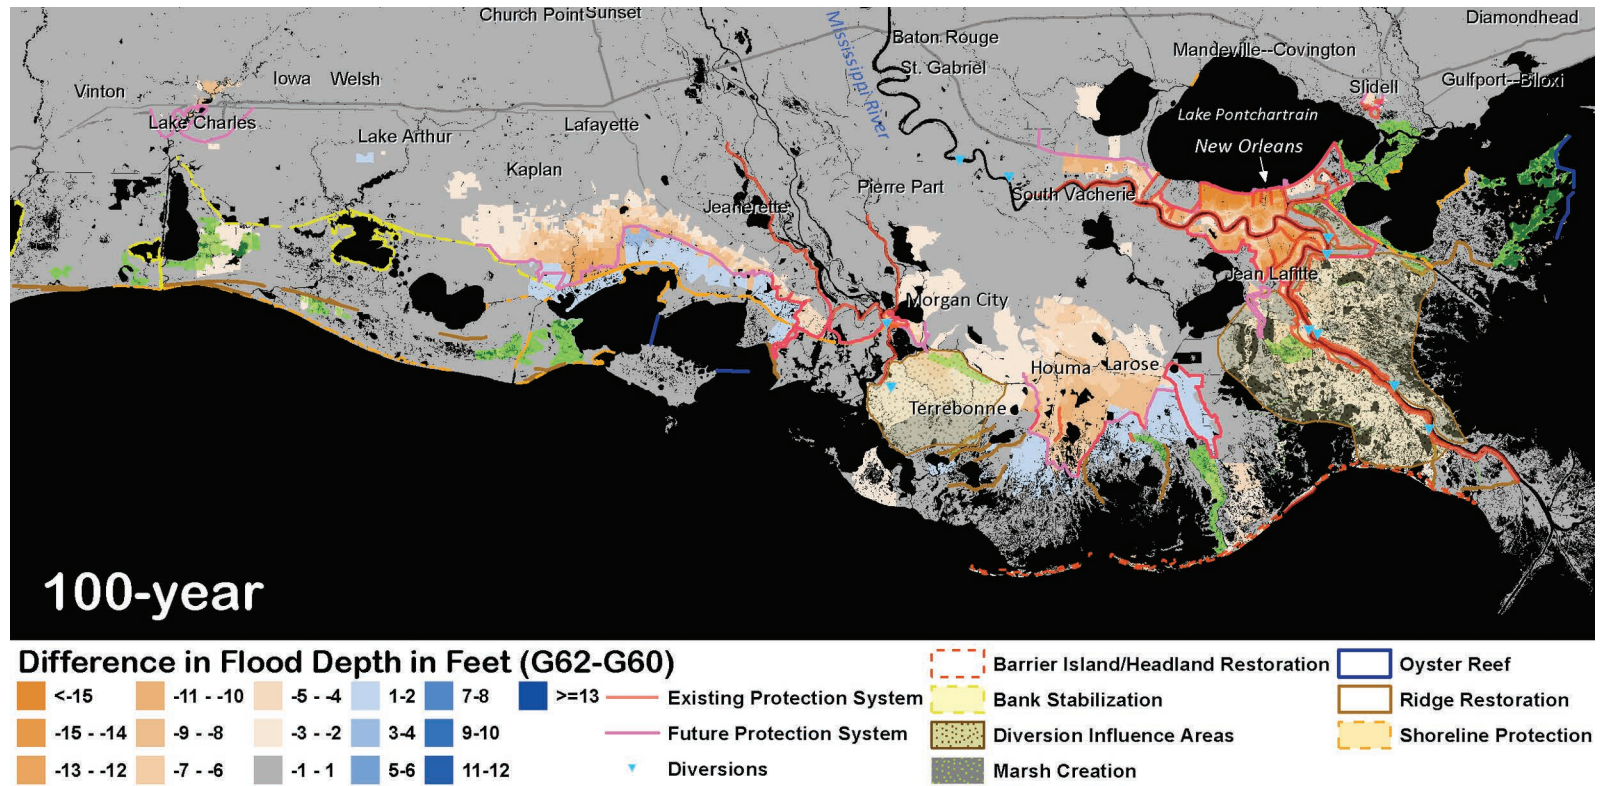 Church Point Sunset
Diamondhead
Mississippi River
Baton Rouge
Mandeville--Covington
St. Gabriel
Iowa Welsh
Slidell
Gulfport--Biloxi
Vinton
Lake Charles
Lake Pontchartrain
Lafayette
Lake Arthur
New Orleans
Kaplan
Pierre Part
South Vacherie
Jeanerette
Jean Lafitte
Morgan City
Houma Larose
Terrebonne
100-year
Difference in Flood Depth in Feet (G62-G60)
<-15
-15 - -14
-13 - -12
-11 - -10
-9 - -8
-7 - -6
-5 - -4
-3 - -2
-1 - 1
1-2
3-4
5-6
7-8
9-10
11-12
>=13
Existing Protection System
Future Protection System
Diversions
Barrier Island/Headland Restoration
Bank Stabilization
Diversion Influence Areas
Marsh Creation
Oyster Reef
Ridge Restoration
Shoreline Protection